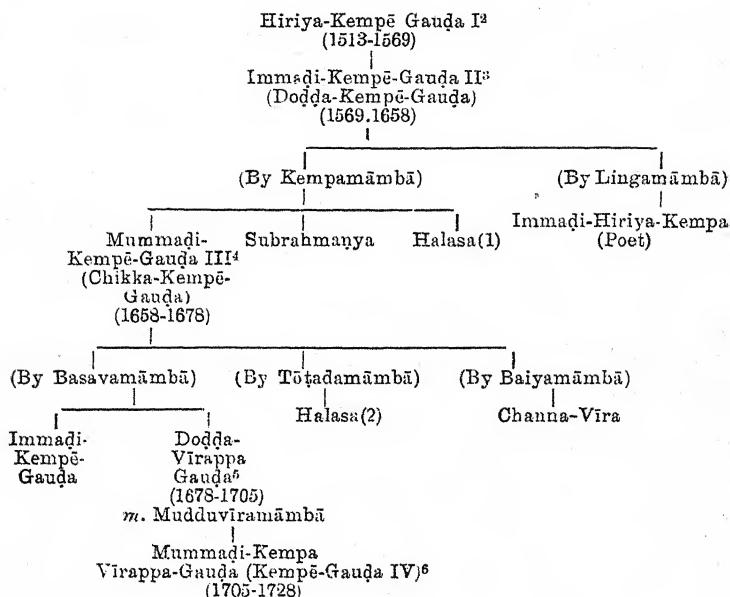 Hiriya-Kempē Gauḍa I²
(1513-1569)
Immaḍi-Kempē-Gauḍa II³
(Doḍḍa-Kempē-Gauḍa)
(1569.1658)
(By Kempamāmbā) (By Lingamāmbā)
Mummaḍi- Subrahmaṇya Halasa(1) Immaḍi-Hiriya-Kempa
Kempē-Gauḍa III⁴ (Poet)
(Chikka-Kempē-
Gauḍa)
(1658-1678)
(By Basavamāmbā) (By Tōṭadamāmbā) (By Baiyamāmbā)
Halasa(2) Channa-Vīra
Immaḍi- Doḍḍa-
Kempē- Vīrappa
Gauḍa Gauḍa⁵
(1678-1705)
m. Mudduvīramāmbā
Mummaḍi-Kempa
Vīrappa-Gauḍa (Kempē-Gauḍa IV)⁶
(1705-1728)